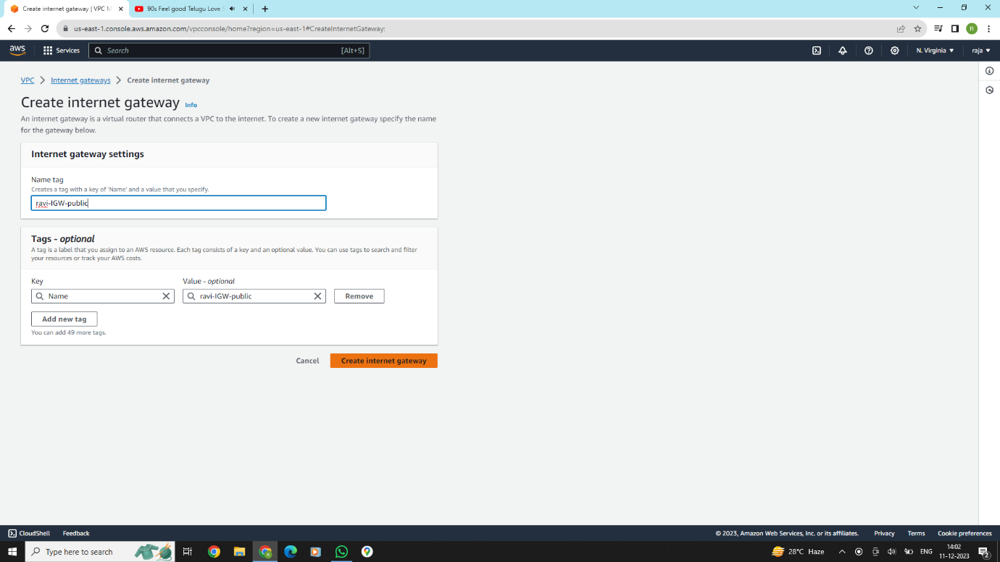 Create internet gateway | VPC M
90s Feel good Telugu Love S
us-east-1.console.aws.amazon.com/vpcconsole/home?region=us-east-1#CreateInternetGateway:
R
aws
Services
Search
[Alt+S]
N. Virginia
raja
VPC
Internet gateways
Create internet gateway
Create internet gateway Info
An internet gateway is a virtual router that connects a VPC to the internet. To create a new internet gateway specify the name
for the gateway below.
Internet gateway settings
Name tag
Creates a tag with a key of 'Name' and a value that you specify.
ravi-IGW-public
Tags - optional
A tag is a label that you assign to an AWS resource. Each tag consists of a key and an optional value. You can use tags to search and filter
your resources or track your AWS costs.
Key
Value - optional
Name
ravi-IGW-public
Remove
Add new tag
You can add 49 more tags.
Cancel
Create internet gateway
CloudShell
Feedback
© 2023, Amazon Web Services, Inc. or its affiliates.
Privacy
Terms
Cookie preferences
Type here to search
28°C Haze
ENG
14:02
11-12-2023
2